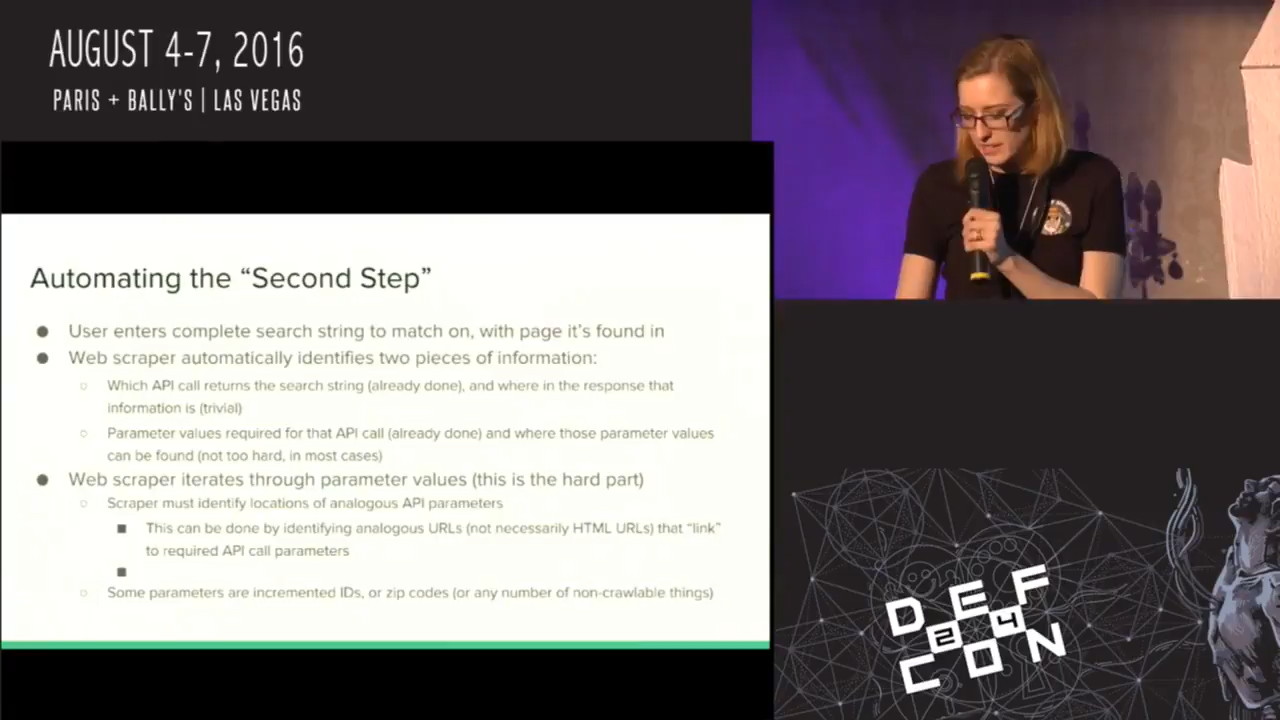 AUGUST 4-7, 2016
PARIS + BALLY'S | LAS VEGAS
Automating the “Second Step”
● User enters complete search string to match on, with page it's found in
● Web scraper automatically identifies two pieces of information:
○ Which API call returns the search string (already done), and where in the response that
information is (trivial)
○ Parameter values required for that API call (already done) and where those parameter values
can be found (not too hard, in most cases)
● Web scraper iterates through parameter values (this is the hard part)
○ Scraper must identify locations of analogous API parameters
■ This can be done by identifying analogous URLs (not necessarily HTML URLs) that “link”
to required API call parameters
■
○ Some parameters are incremented IDs, or zip codes (or any number of non-crawlable things)
DEF
24
CON